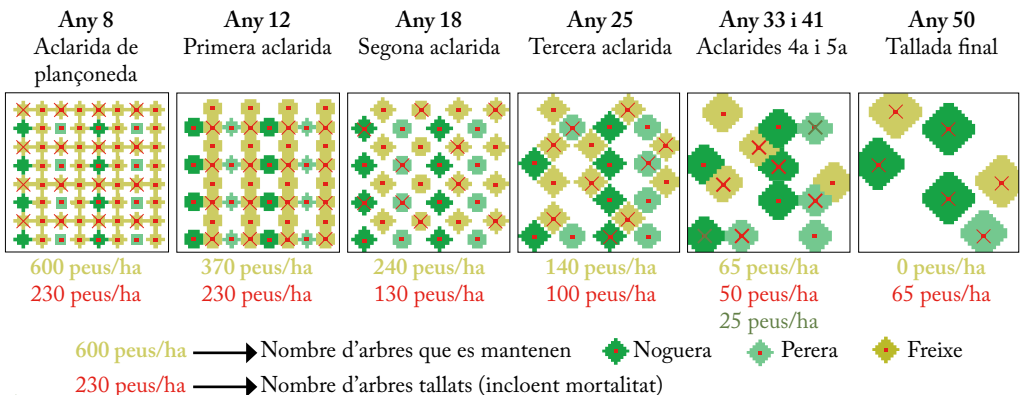 Any 8
Aclarida de
plançoneda
Any 12
Primera aclarida
Any 18
Segona aclarida
Any 25
Tercera aclarida
Any 33 i 41
Aclarides 4a i 5a
Any 50
Tallada final
600 peus/ha
230 peus/ha
370 peus/ha
230 peus/ha
240 peus/ha
130 peus/ha
140 peus/ha
100 peus/ha
65 peus/ha
50 peus/ha
25 peus/ha
0 peus/ha
65 peus/ha
600 peus/ha Nombre d'arbres que es mantenen Noguera Perera Freixe
230 peus/ha Nombre d'arbres tallats (incloent mortalitat)